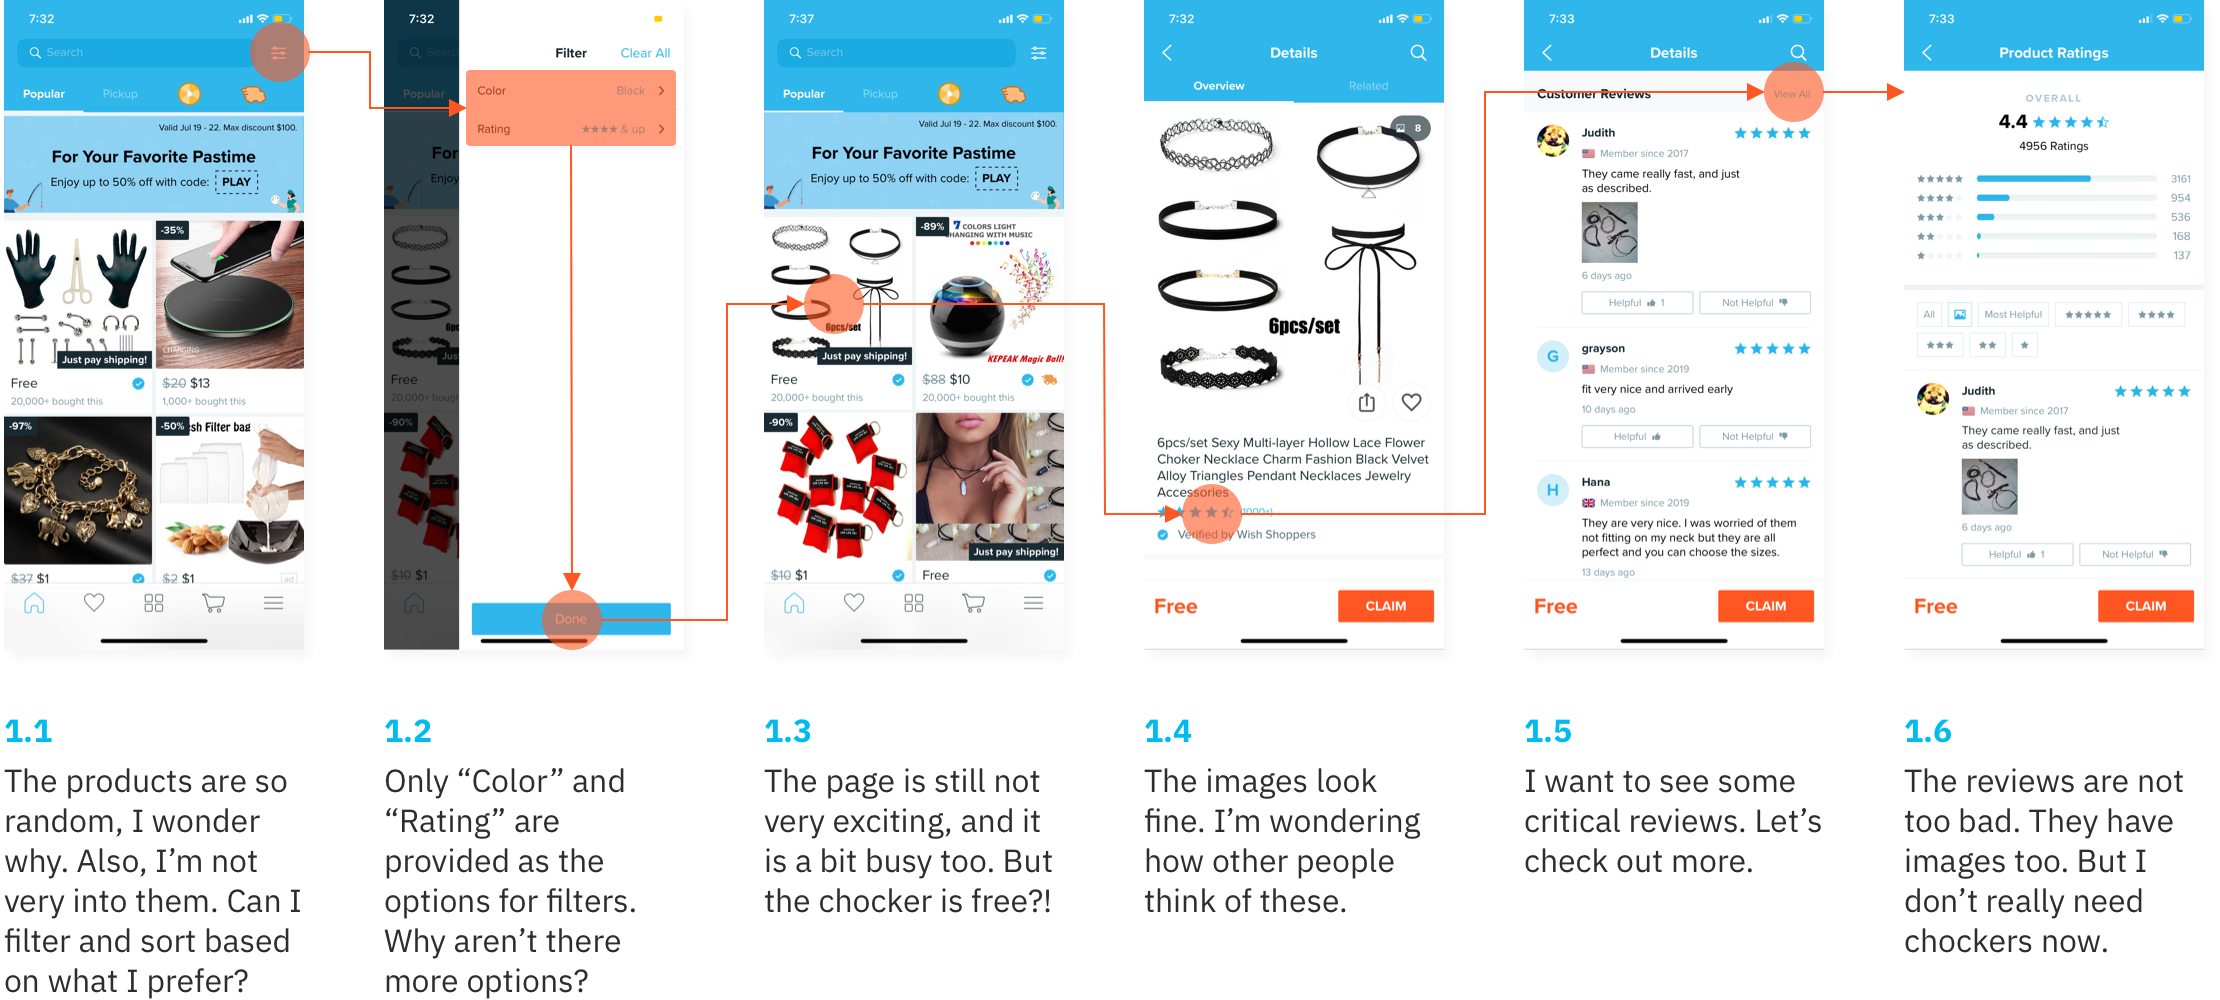 7:32
Search
Popular
Pickup
Valid Jul 19 - 22. Max discount $100.
For Your Favorite Pastime
Enjoy up to 50% off with code: PLAY
Just pay shipping!
Free
20,000+ bought this
-35%
CHARGING
$20 $13
1,000+ bought this
-97%
$37 $1
-50%
sh Filter bag
$2 $1
ad
7:32
Search
Popular
For
Enjoy
6pc
Jus
Free
20,000+ bought this
-90%
$10 $1
Filter
Clear All
Color
Black
Rating
★★★★ & up
Done
7:37
Search
Popular
Pickup
Valid Jul 19 - 22. Max discount $100.
For Your Favorite Pastime
Enjoy up to 50% off with code: PLAY
6pcs/set
Just pay shipping!
Free
20,000+ bought this
-89%
7 COLORS LIGHT
HANGING WITH MUSIC
KEPEAK Magic Ball!
$88 $10
20,000+ bought this
-90%
$10 $1
Just pay shipping!
Free
7:32
Details
Overview
Related
8
6pcs/set
6pcs/set Sexy Multi-layer Hollow Lace Flower
Choker Necklace Charm Fashion Black Velvet
Alloy Triangles Pendant Necklaces Jewelry
Accessories
(1000+)
Verified by Wish Shoppers
Free
CLAIM
7:33
Details
Customer Reviews
View All
Judith
Member since 2017
They came really fast, and just
as described.
6 days ago
Helpful 1
Not Helpful
G
grayson
Member since 2019
fit very nice and arrived early
10 days ago
Helpful
Not Helpful
H
Hana
Member since 2019
They are very nice. I was worried of them
not fitting on my neck but they are all
perfect and you can choose the sizes.
13 days ago
Free
CLAIM
7:33
Product Ratings
OVERALL
4.4
4956 Ratings
3161
954
536
168
137
All
Most Helpful
Judith
Member since 2017
They came really fast, and just
as described.
6 days ago
Helpful 1
Not Helpful
Free
CLAIM
1.1
The products are so
random, I wonder
why. Also, I’m not
very into them. Can I
filter and sort based
on what I prefer?
1.2
Only “Color” and
“Rating” are
provided as the
options for filters.
Why aren’t there
more options?
1.3
The page is still not
very exciting, and it
is a bit busy too. But
the chocker is free?!
1.4
The images look
fine. I’m wondering
how other people
think of these.
1.5
I want to see some
critical reviews. Let’s
check out more.
1.6
The reviews are not
too bad. They have
images too. But I
don’t really need
chockers now.